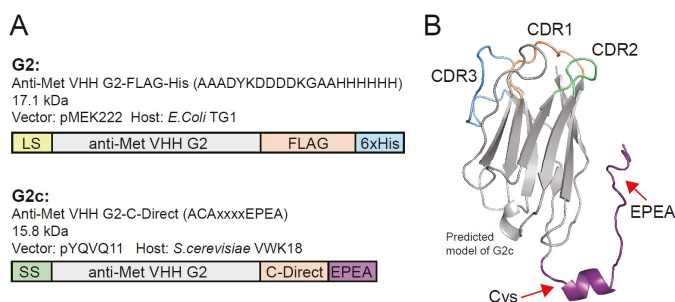 A
G2:
Anti-Met VHH G2-FLAG-His (AAADYKDDDDKGAAHHHHHH)
17.1 kDa
Vector: pMEK222 Host: E.Coli TG1
LS anti-Met VHH G2 FLAG 6xHis
G2c:
Anti-Met VHH G2-C-Direct (ACAxxxxEPEA)
15.8 kDa
Vector: pYQVQ11 Host: S.cerevisiae VWK18
SS anti-Met VHH G2 C-Direct EPEA
B
CDR1
CDR2
CDR3
EPEA
Predicted
model of G2c
Cys